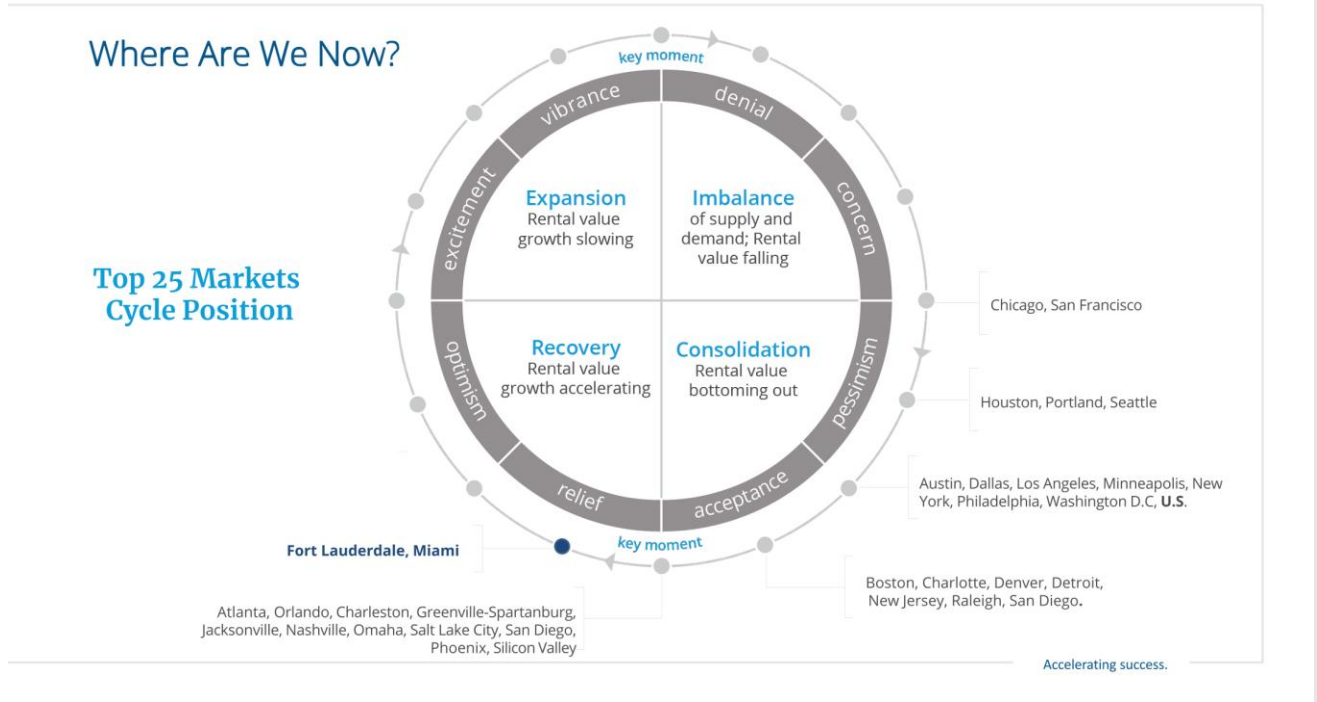 Where Are We Now?
Top 25 Markets
Cycle Position
key moment
vibrance
denial
excitement
concern
Expansion
Rental value
growth slowing
Imbalance
of supply and
demand; Rental
value falling
Recovery
Rental value
growth accelerating
Consolidation
Rental value
bottoming out
optimism
pessimism
relief
acceptance
key moment
Chicago, San Francisco
Houston, Portland, Seattle
Austin, Dallas, Los Angeles, Minneapolis, New
York, Philadelphia, Washington D.C, U.S.
Boston, Charlotte, Denver, Detroit,
New Jersey, Raleigh, San Diego.
Fort Lauderdale, Miami
Atlanta, Orlando, Charleston, Greenville-Spartanburg,
Jacksonville, Nashville, Omaha, Salt Lake City, San Diego,
Phoenix, Silicon Valley
Accelerating success.